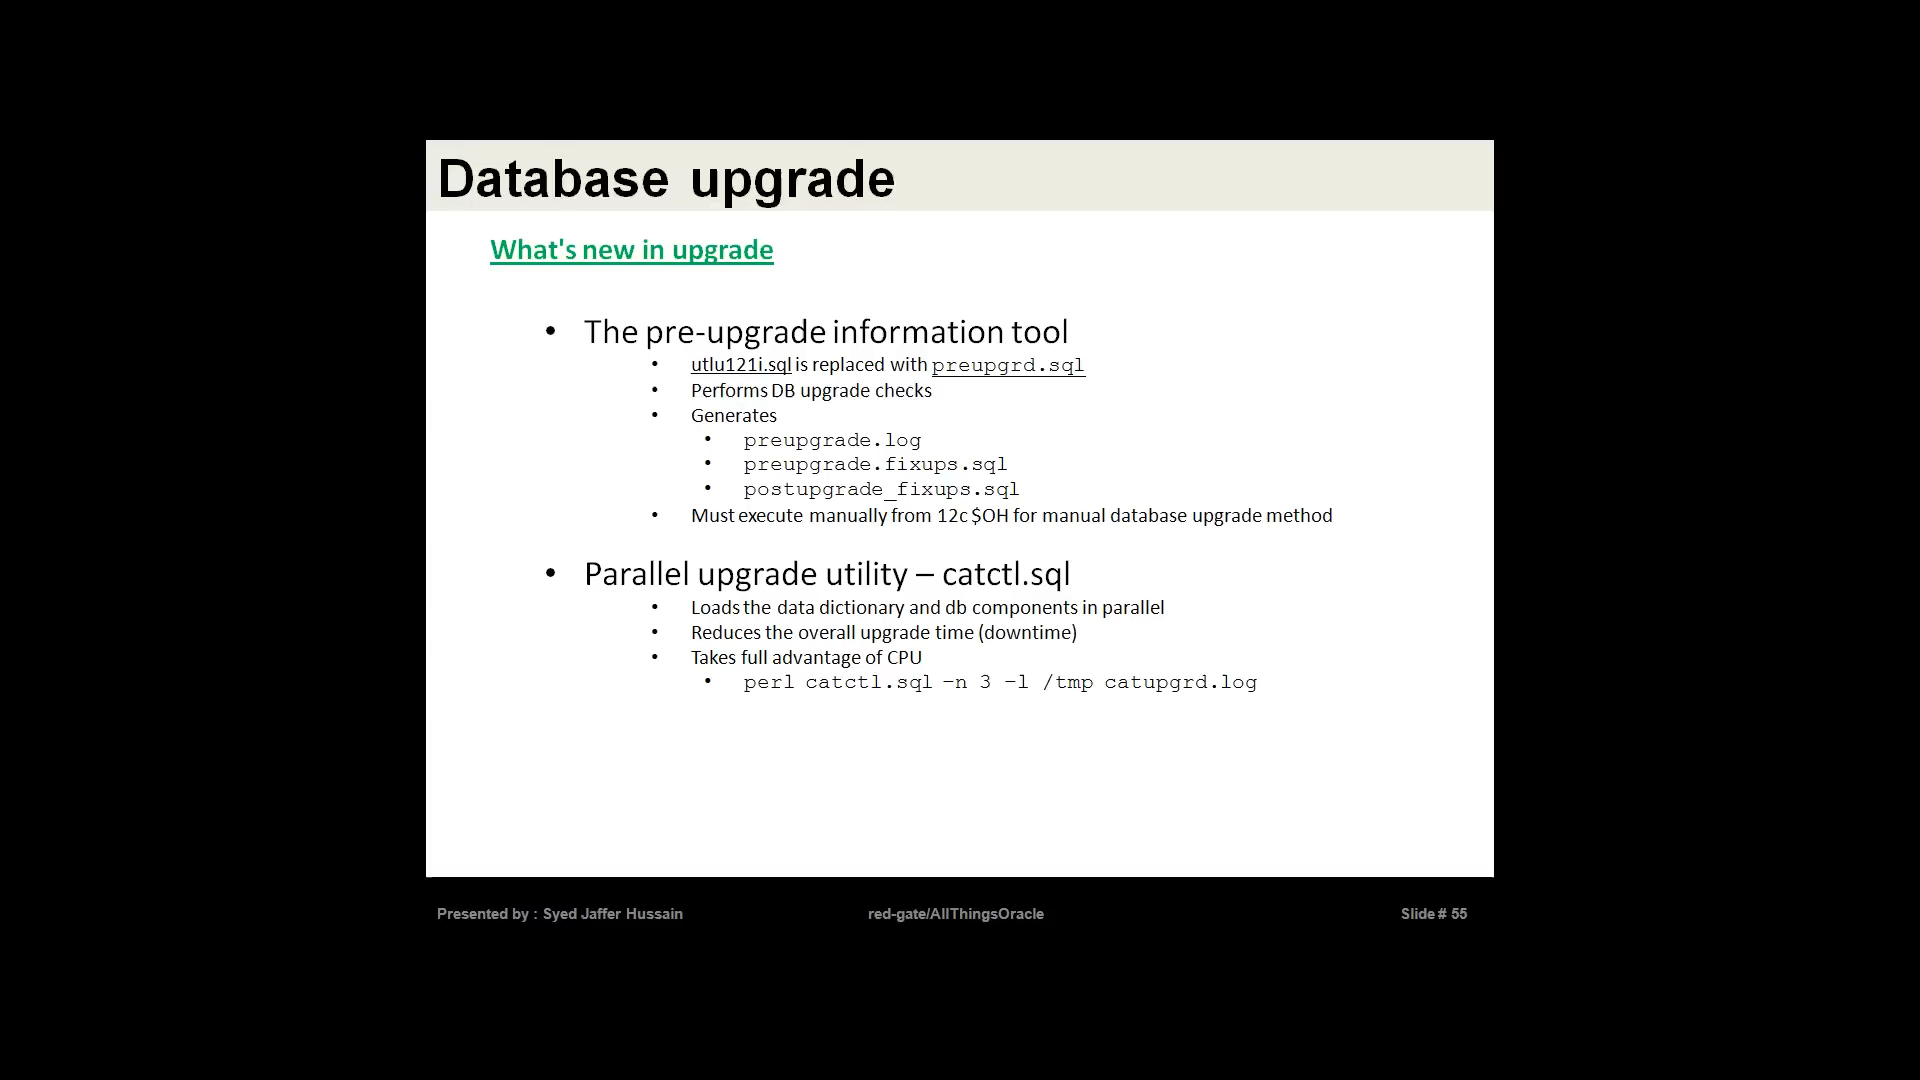 Database upgrade
What's new in upgrade
• The pre-upgrade information tool
• utlu121i.sql is replaced with preupgrd.sql
• Performs DB upgrade checks
• Generates
• preupgrade.log
• preupgrade.fixups.sql
• postupgrade_fixups.sql
• Must execute manually from 12c $OH for manual database upgrade method
• Parallel upgrade utility – catctl.sql
• Loads the data dictionary and db components in parallel
• Reduces the overall upgrade time (downtime)
• Takes full advantage of CPU
• perl catctl.sql –n 3 –l /tmp catupgrd.log
Presented by : Syed Jaffer Hussain red-gate/AllThingsOracle Slide # 55